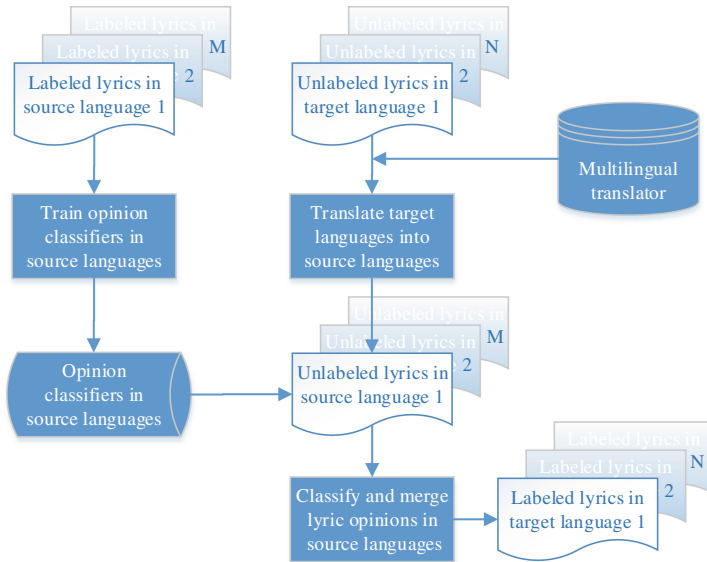 Labeled lyrics in
M
Labeled lyrics in
2
Labeled lyrics in
source language 1
Unlabeled lyrics in
N
Unlabeled lyrics in
2
Unlabeled lyrics in
target language 1
Multilingual
translator
Train opinion
classifiers in
source languages
Translate target
languages into
source languages
Opinion
classifiers in
source languages
Unlabeled lyrics in
M
Unlabeled lyrics in
2
Unlabeled lyrics in
source language 1
Classify and merge
lyric opinions in
source languages
Labeled lyrics in
N
Labeled lyrics in
2
Labeled lyrics in
target language 1